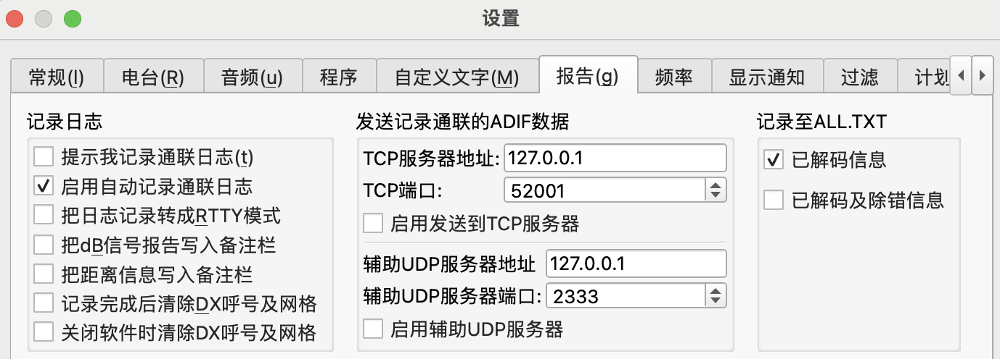 设置
常规(l)
电台(R)
音频(u)
程序
自定义文字(M)
报告(g)
频率
显示通知
过滤
计划
记录日志
提示我记录通联日志(t)
启用自动记录通联日志
把日志记录转成RTTY模式
把dB信号报告写入备注栏
把距离信息写入备注栏
记录完成后清除DX呼号及网格
关闭软件时清除DX呼号及网格
发送记录通联的ADIF数据
TCP服务器地址: 127.0.0.1
TCP端口: 52001
启用发送到TCP服务器
辅助UDP服务器地址 127.0.0.1
辅助UDP服务器端口: 2333
启用辅助UDP服务器
记录至ALL.TXT
已解码信息
已解码及除错信息